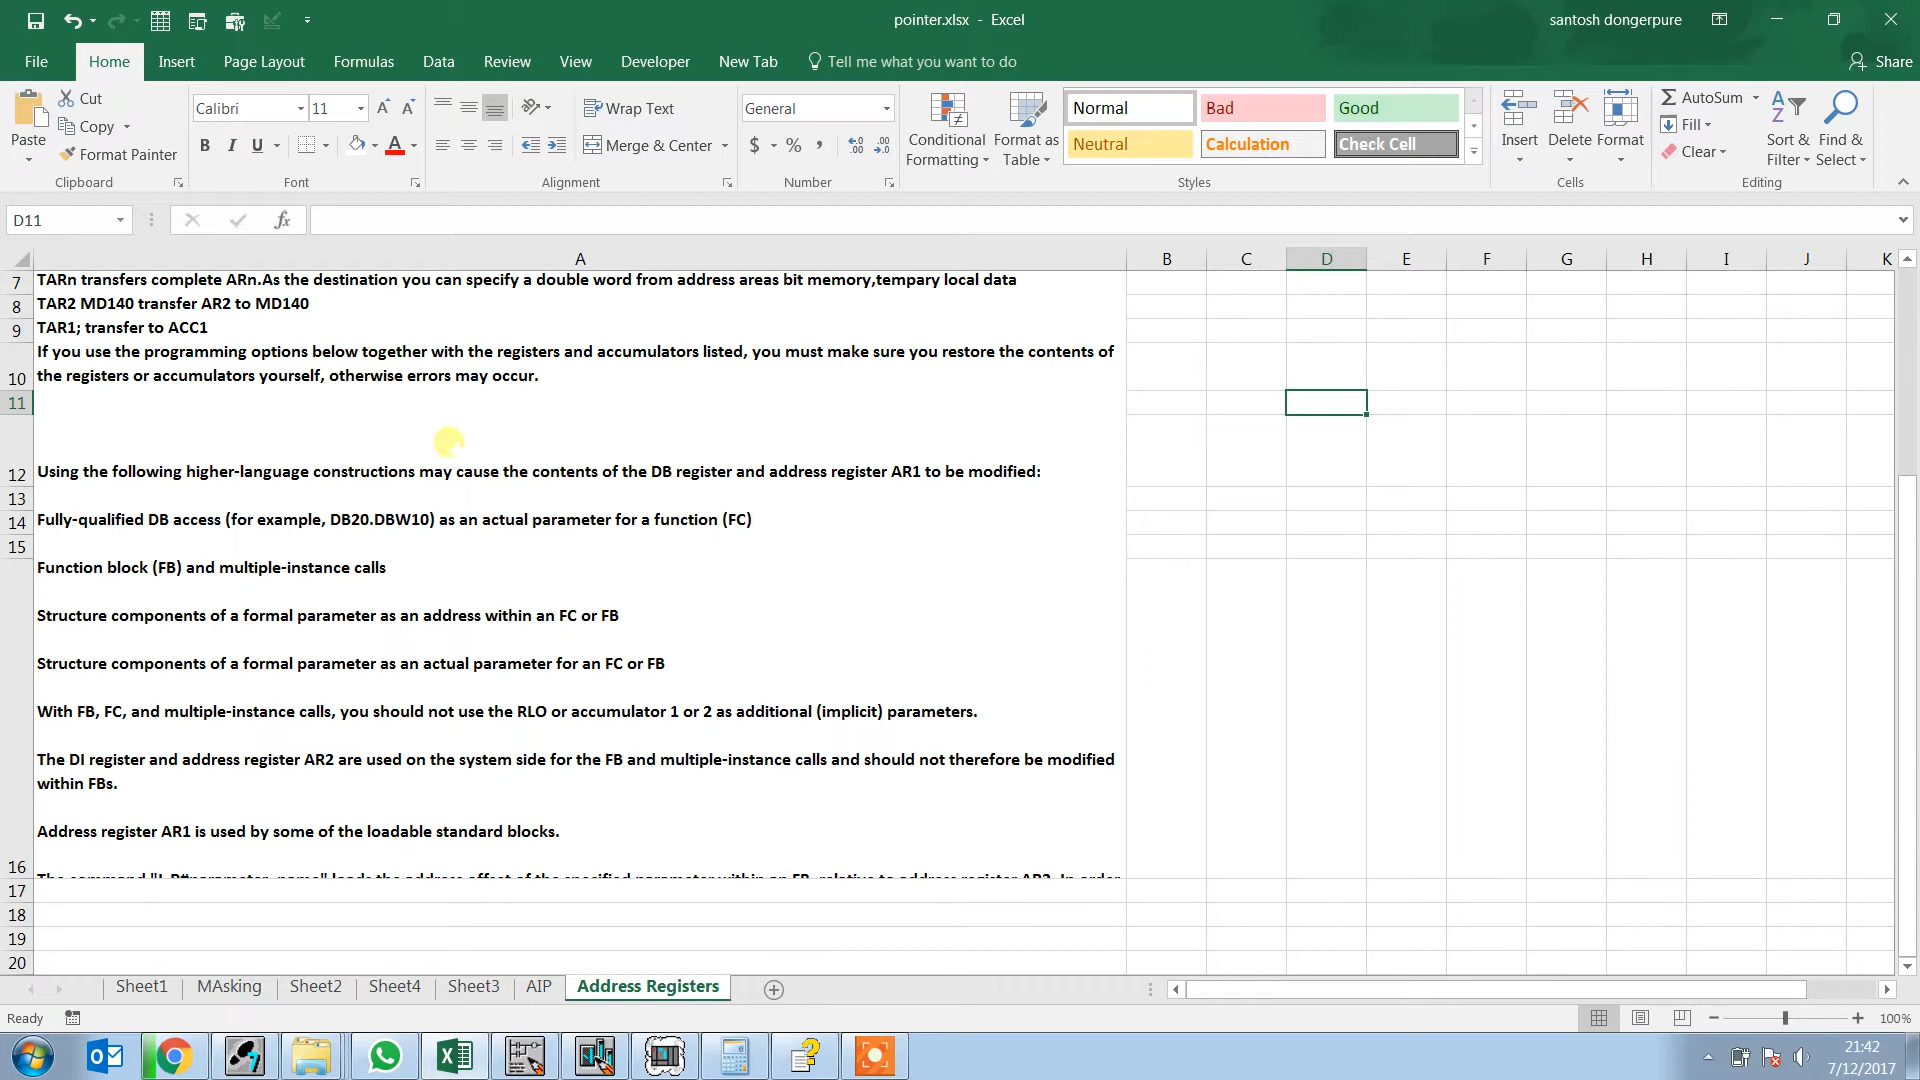 pointer.xlsx - Excel
santosh dongerpure
File
Home
Insert
Page Layout
Formulas
Data
Review
View
Developer
New Tab
Tell me what you want to do
Share
Paste
Cut
Copy
Format Painter
Clipboard
Calibri
11
B I U
Font
Wrap Text
Merge & Center
Alignment
General
$ % ,
Number
Conditional Formatting
Format as Table
Normal
Bad
Good
Neutral
Calculation
Check Cell
Styles
Insert
Delete
Format
Cells
AutoSum
Fill
Clear
Sort & Filter
Find & Select
Editing
D11
fx
A B C D E F G H I J K
7 TARn transfers complete ARn.As the destination you can specify a double word from address areas bit memory,tempary local data
8 TAR2 MD140 transfer AR2 to MD140
9 TAR1; transfer to ACC1
If you use the programming options below together with the registers and accumulators listed, you must make sure you restore the contents of
10 the registers or accumulators yourself, otherwise errors may occur.
11
12 Using the following higher-language constructions may cause the contents of the DB register and address register AR1 to be modified:
13
14 Fully-qualified DB access (for example, DB20.DBW10) as an actual parameter for a function (FC)
15
Function block (FB) and multiple-instance calls
Structure components of a formal parameter as an address within an FC or FB
Structure components of a formal parameter as an actual parameter for an FC or FB
With FB, FC, and multiple-instance calls, you should not use the RLO or accumulator 1 or 2 as additional (implicit) parameters.
The DI register and address register AR2 are used on the system side for the FB and multiple-instance calls and should not therefore be modified
within FBs.
Address register AR1 is used by some of the loadable standard blocks.
16
17
18
19
20
Sheet1
MAsking
Sheet2
Sheet4
Sheet3
AIP
Address Registers
Ready
100%
21:42
7/12/2017